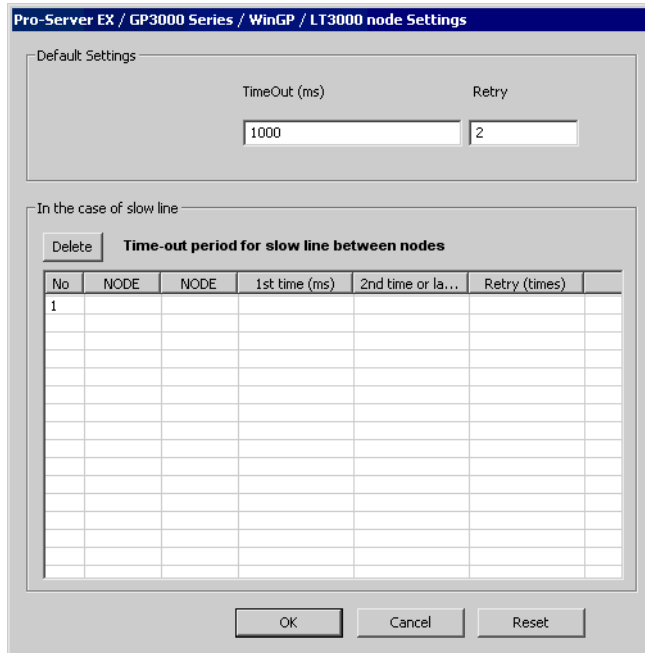 Pro-Server EX / GP3000 Series / WinGP / LT3000 node Settings
Default Settings
TimeOut (ms) Retry
1000 2
In the case of slow line
Delete Time-out period for slow line between nodes
No NODE NODE 1st time (ms) 2nd time or la... Retry (times)
1
OK Cancel Reset